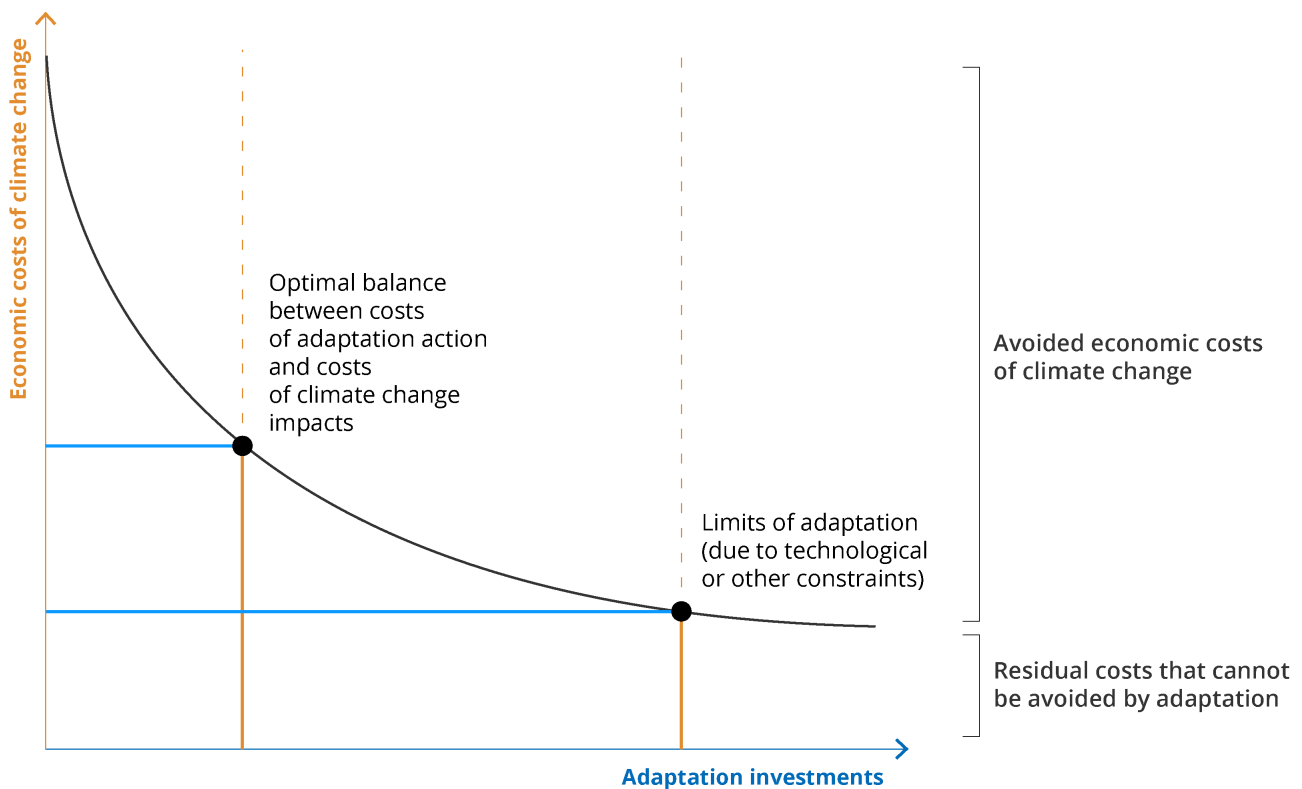 Economic costs of climate change
Optimal balance
between costs
of adaptation action
and costs
of climate change
impacts
Limits of adaptation
(due to technological
or other constraints)
Avoided economic costs
of climate change
Residual costs that cannot
be avoided by adaptation
Adaptation investments